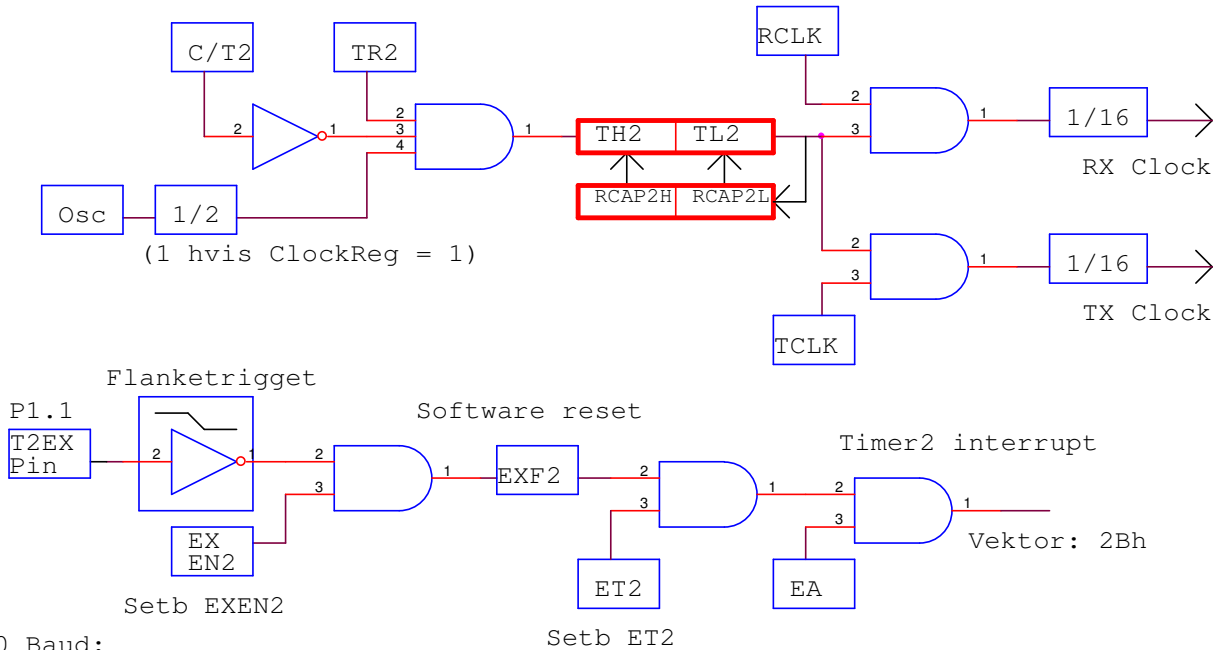 C/T2
TR2
RCLK
2
1
2
3
4
1
TH2 TL2
2
3
1
1/16
RX Clock
RCAP2H RCAP2L
Osc
1/2
(1 hvis ClockReg = 1)
2
3
1
1/16
TX Clock
TCLK
Flanketrigget
P1.1
T2EX
Pin
2
1
2
3
1
Software reset
EXF2
2
3
1
Timer2 interrupt
2
3
1
Vektor: 2Bh
EX
EN2
Setb EXEN2
ET2
Setb ET2
EA
0 Baud: